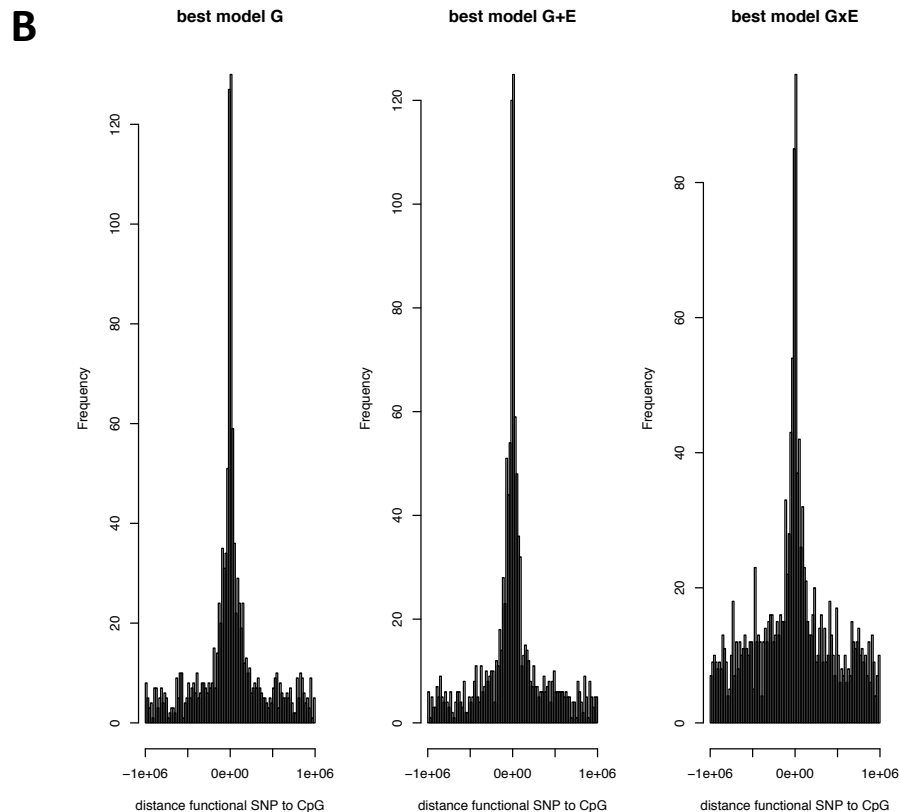 B
best model G
best model G+E
best model GxE
Frequency
0
20
40
60
80
100
120
−1e+06
0e+00
1e+06
distance functional SNP to CpG
Frequency
0
20
40
60
80
100
120
−1e+06
0e+00
1e+06
distance functional SNP to CpG
Frequency
0
20
40
60
80
−1e+06
0e+00
1e+06
distance functional SNP to CpG